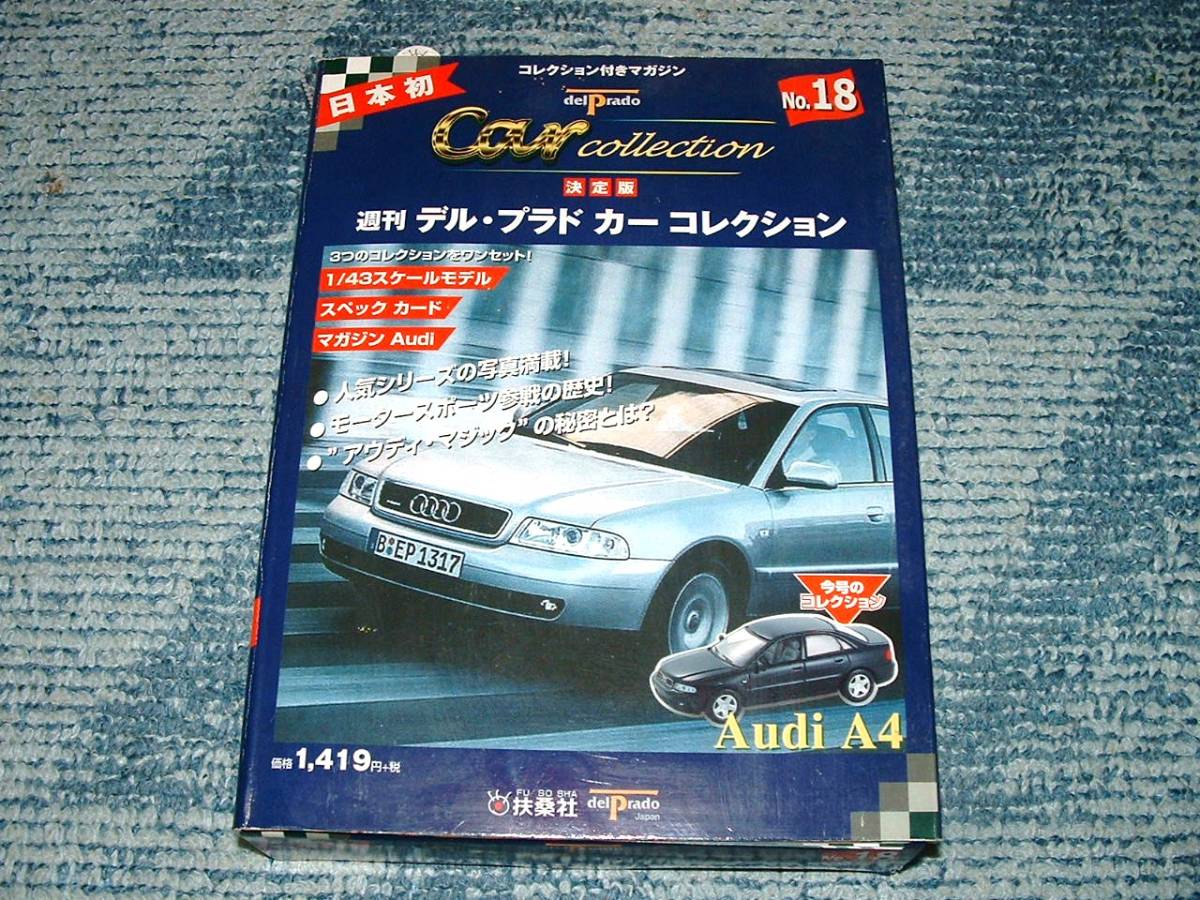 コレクション付きマガジン
日本初
No.18
delPrado
Car collection
決定版
週刊 デル・プラド カー コレクション
3つのコレクションをワンセット!
1/43スケールモデル
スペック カード
マガジン Audi
●人気シリーズの写真満載!
●モータースポーツ参戦の歴史!
●"アウディ・マジック"の秘密とは?
B EP 1317
今号の
コレクション
Audi A4
価格1,419円+税
FU SO SHA
扶桑社
delPrado
Japan